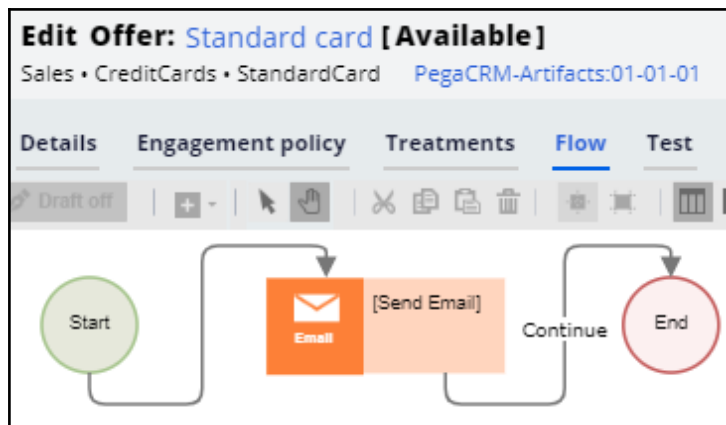 Edit Offer: Standard card [Available]
Sales • CreditCards • StandardCard PegaCRM-Artifacts:01-01-01
Details Engagement policy Treatments Flow Test
Draft off
Start
Email
[Send Email]
Continue
End